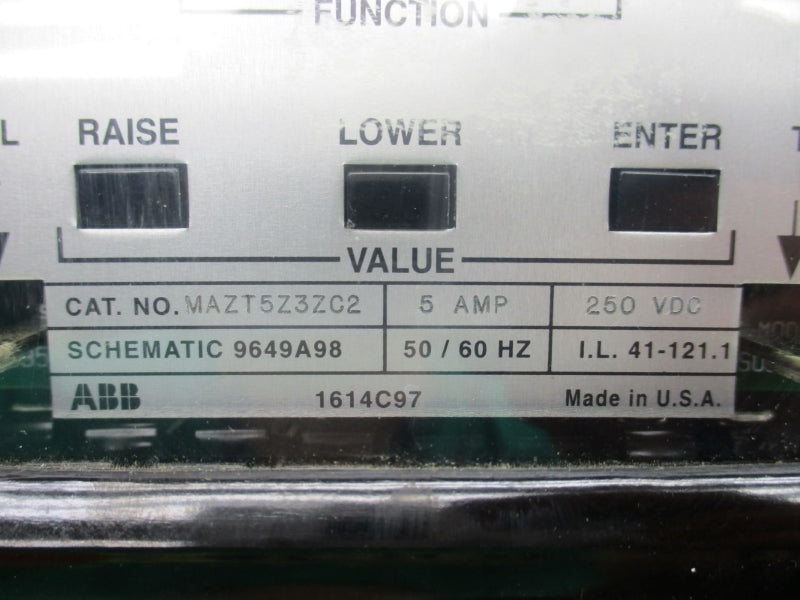 FUNCTION
RAISE LOWER ENTER
VALUE
CAT. NO. MAZT5Z3ZC2 5 AMP 250 VDC
SCHEMATIC 9649A98 50 / 60 HZ I.L. 41-121.1
ABB 1614C97 Made in U.S.A.